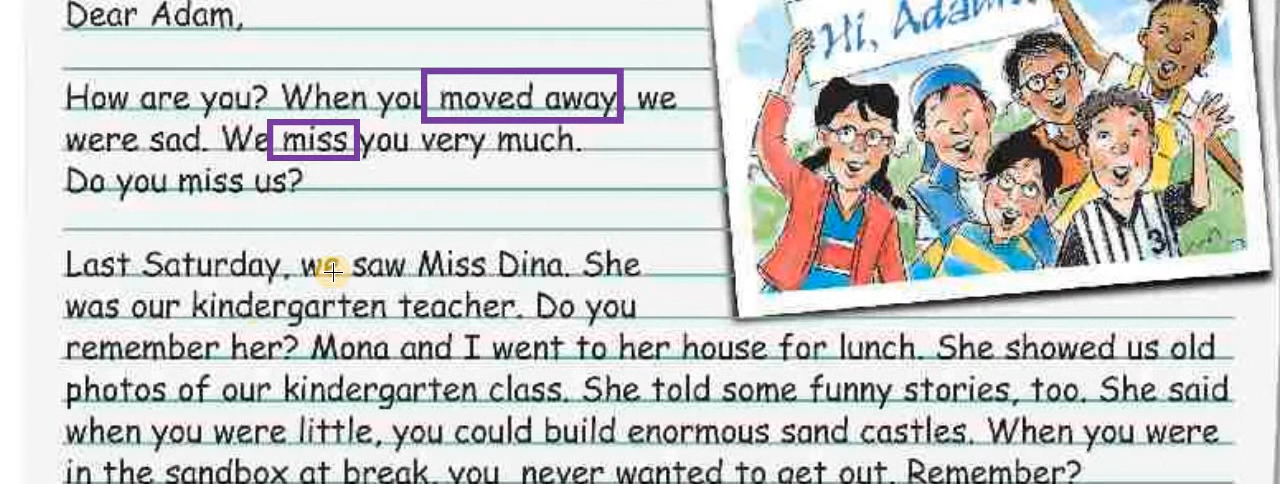 Dear Adam,
Hi, Adam
How are you? When you moved away, we
were sad. We miss you very much.
Do you miss us?
Last Saturday, we saw Miss Dina. She
was our kindergarten teacher. Do you
remember her? Mona and I went to her house for lunch. She showed us old
photos of our kindergarten class. She told some funny stories, too. She said
when you were little, you could build enormous sand castles. When you were
in the sandbox at break, you never wanted to get out. Remember?
3